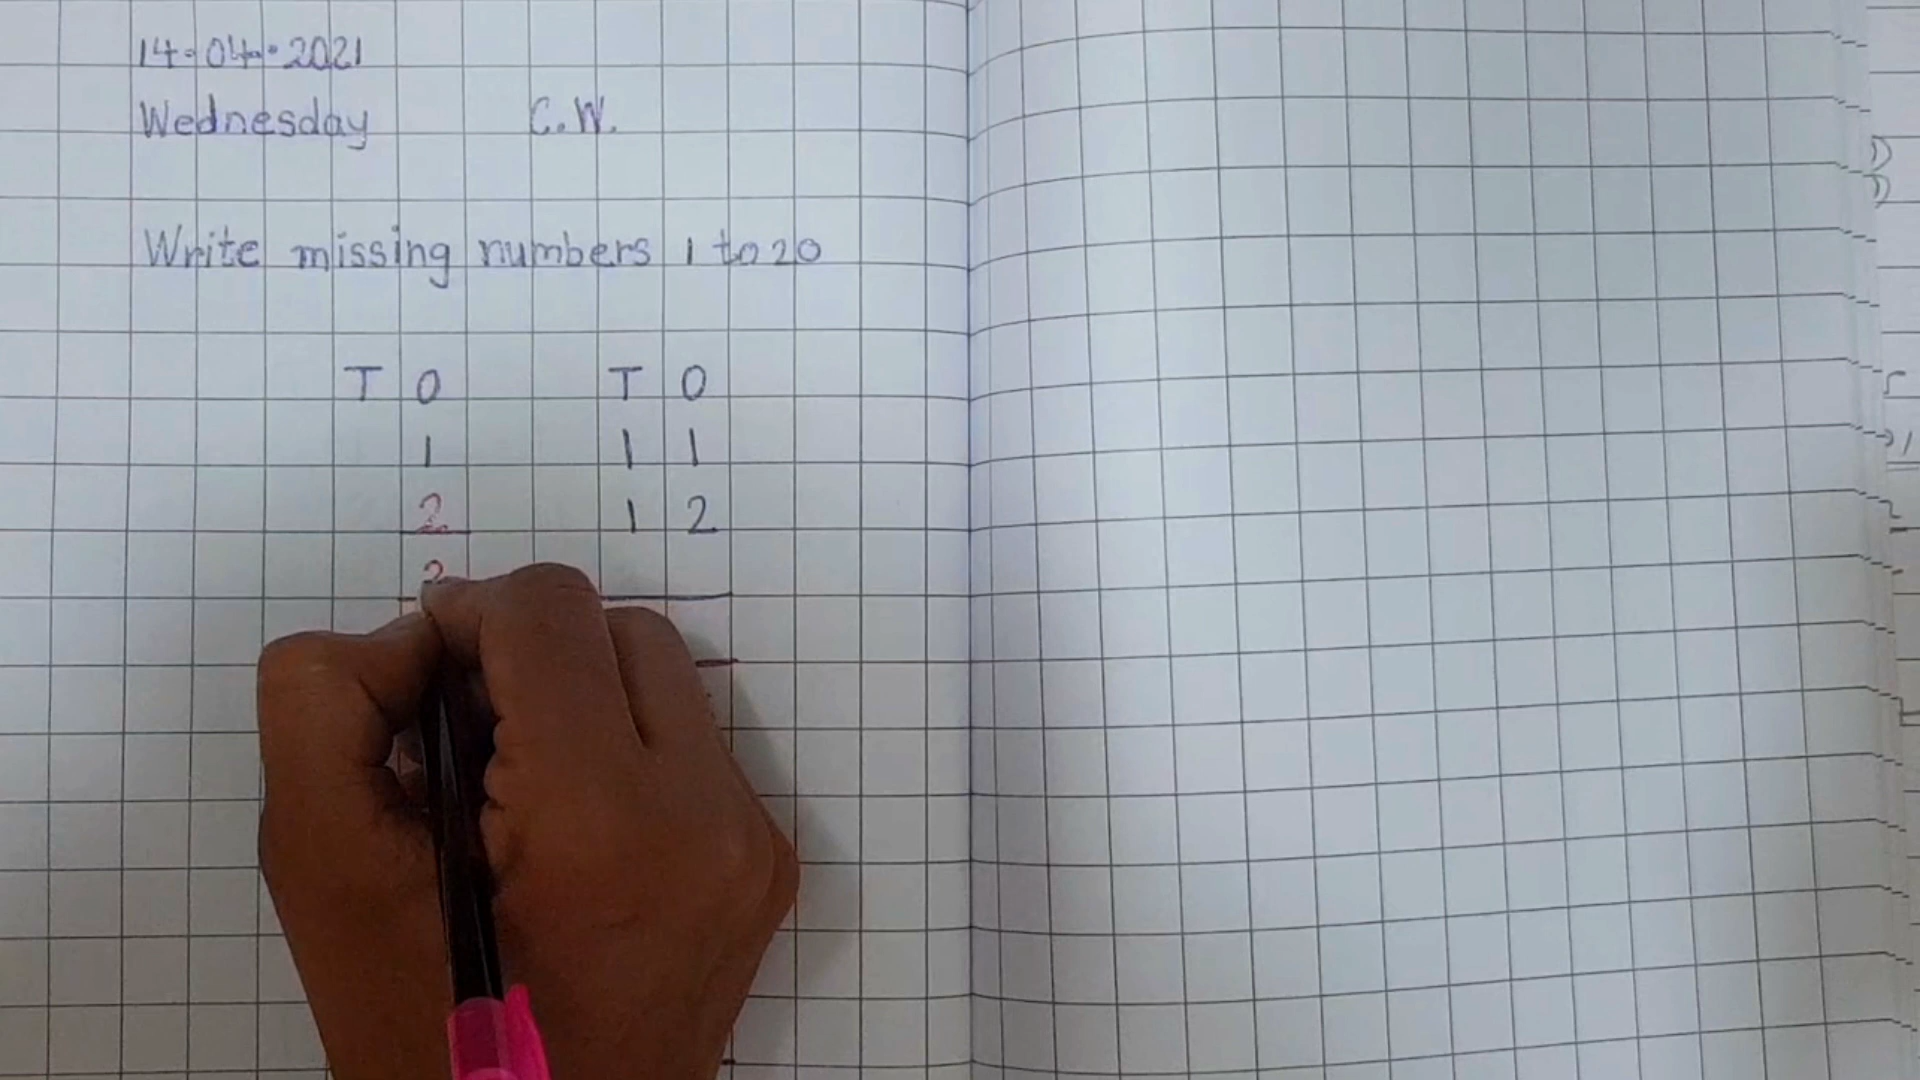 14.04.2021
Wednesday C.W.
Write missing numbers 1 to 20
T O T O
1 1 1
2 1 2